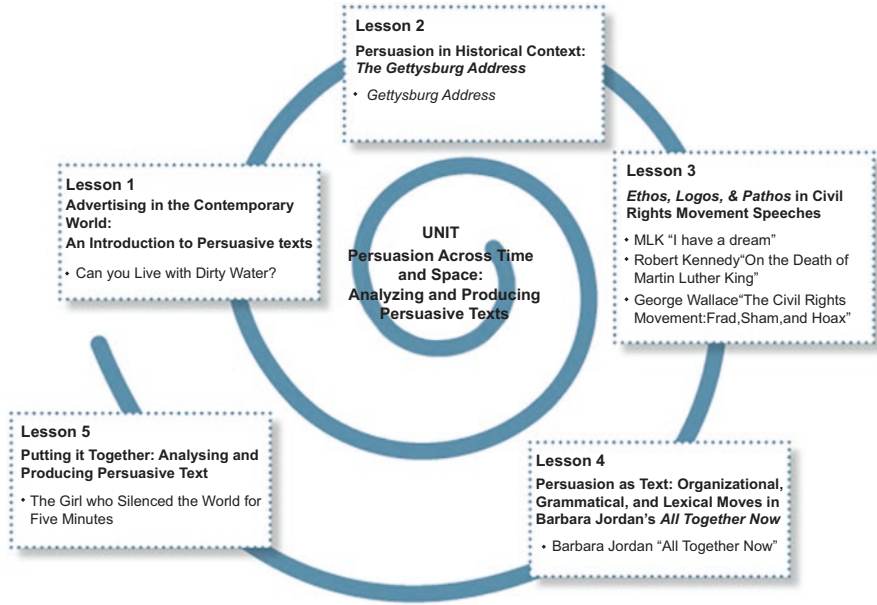 Lesson 2
Persuasion in Historical Context:
The Gettysburg Address
• Gettysburg Address
Lesson 1
Advertising in the Contemporary
World:
An Introduction to Persuasive texts
• Can you Live with Dirty Water?
Lesson 3
Ethos, Logos, & Pathos in Civil
Rights Movement Speeches
• MLK “I have a dream”
• Robert Kennedy“On the Death of
Martin Luther King”
• George Wallace“The Civil Rights
Movement:Frad,Sham,and Hoax”
UNIT
Persuasion Across Time
and Space:
Analyzing and Producing
Persuasive Texts
Lesson 5
Putting it Together: Analysing and
Producing Persuasive Text
• The Girl who Silenced the World for
Five Minutes
Lesson 4
Persuasion as Text: Organizational,
Grammatical, and Lexical Moves in
Barbara Jordan’s All Together Now
• Barbara Jordan “All Together Now”